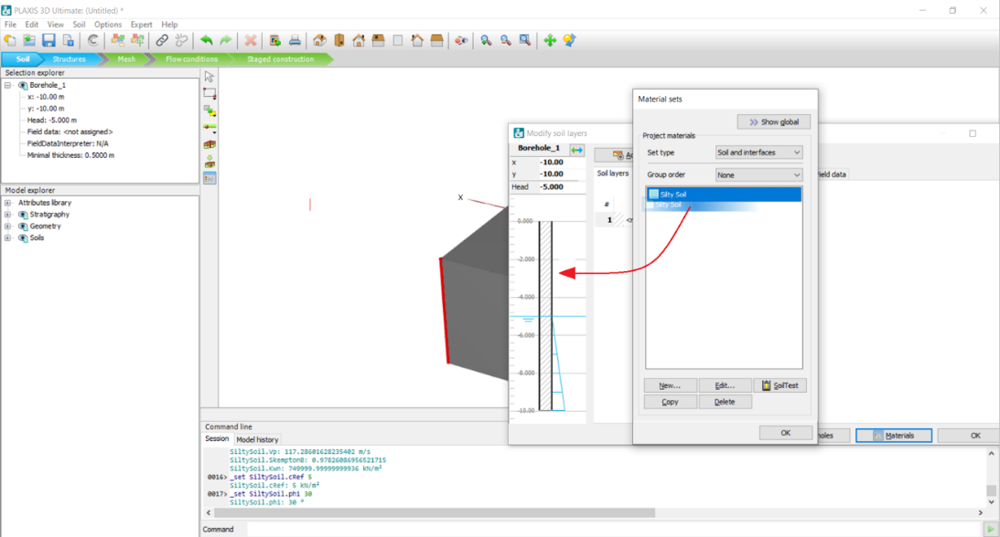 PLAXIS 3D Ultimate: (Untitled) *
File Edit View Soil Options Expert Help
Soil Structures Mesh Flow conditions Staged construction
Selection explorer
Borehole_1
x: -10.00 m
y: -10.00 m
Head: -5.000 m
Field data: <not assigned>
FieldDataInterpreter: N/A
Minimal thickness: 0.5000 m
Model explorer
Attributes library
Stratigraphy
Geometry
Soils
X
Modify soil layers
Borehole_1
x -10.00
y -10.00
Head -5.000
0.000
-2.000
-4.000
-6.000
-8.000
-10.00
Soil layers
#
1
ield data
Material sets
Show global
Project materials
Set type Soil and interfaces
Group order None
Silty Soil
Silty Soil
New... Edit... SoilTest
Copy Delete
OK
holes Materials OK
Command line
Session Model history
SiltySoil.Vp: 117.28601628235402 m/s
SiltySoil.SkemptonB: 0.97826086956521715
SiltySoil.Kwn: 749999.99999999936 kN/m²
0016> _set SiltySoil.cRef 5
SiltySoil.cRef: 5 kN/m²
0017> _set SiltySoil.phi 30
SiltySoil.phi: 30 °
Command